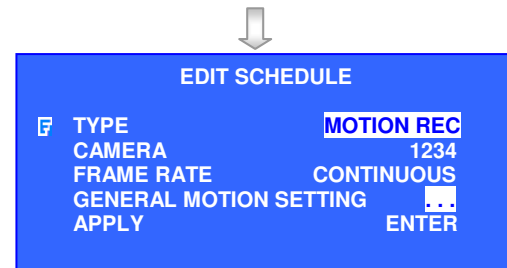 EDIT SCHEDULE
TYPE MOTION REC
CAMERA 1234
FRAME RATE CONTINUOUS
GENERAL MOTION SETTING ...
APPLY ENTER